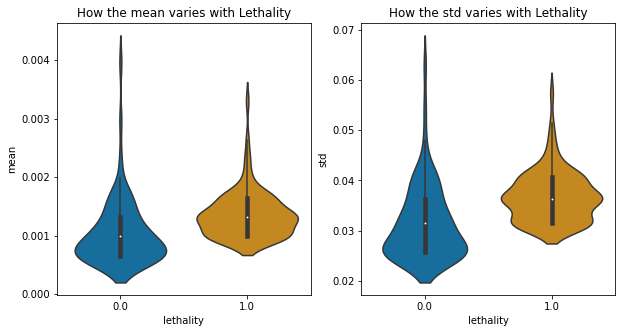 How the mean varies with Lethality
mean
0.004
0.003
0.002
0.001
0.000
0.0 1.0
lethality
How the std varies with Lethality
std
0.07
0.06
0.05
0.04
0.03
0.02
0.0 1.0
lethality